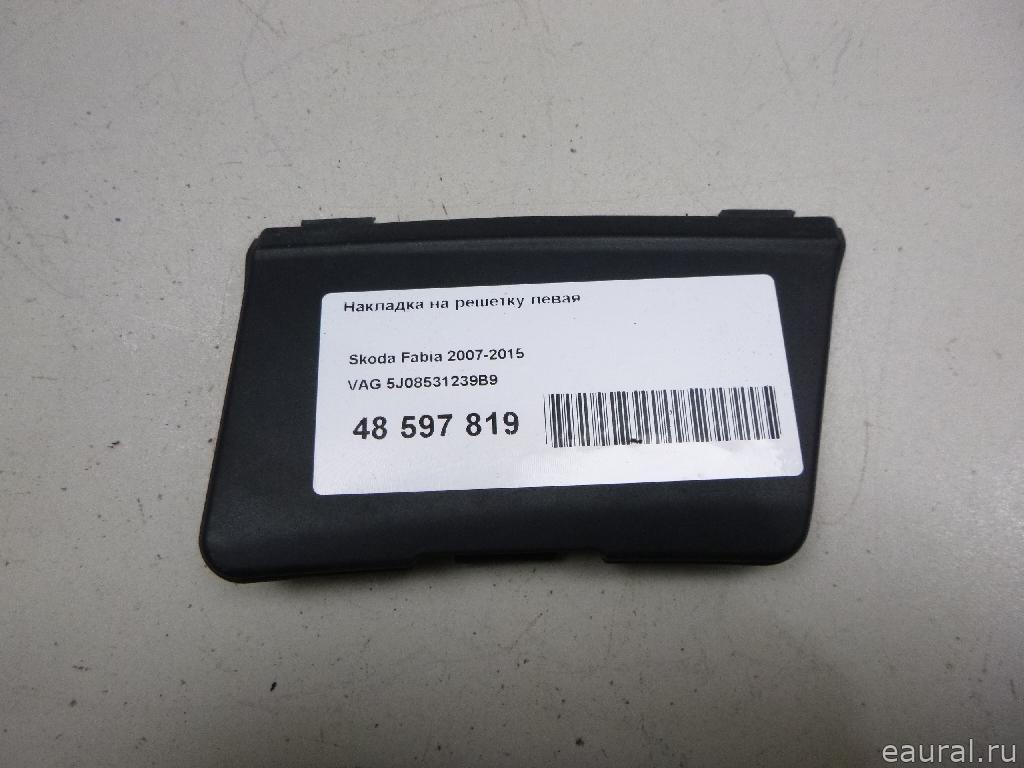 Накладка на решетку левая
Skoda Fabia 2007-2015
VAG 5J08531239B9
48 597 819
eaural.ru